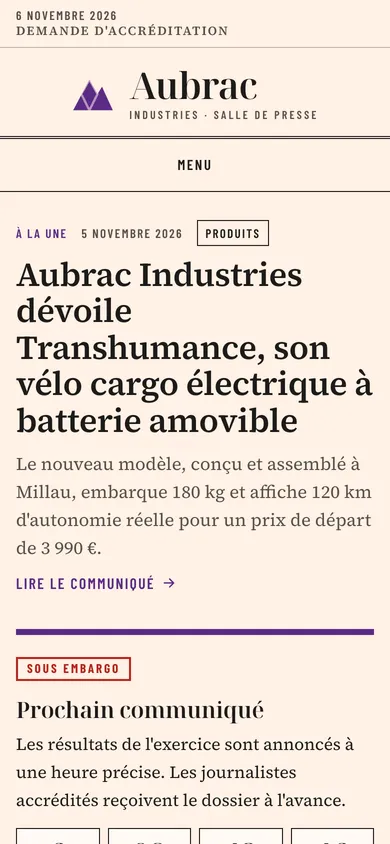 6 NOVEMBRE 2026
DEMANDE D'ACCRÉDITATION
Aubrac
INDUSTRIES · SALLE DE PRESSE
MENU
À LA UNE 5 NOVEMBRE 2026 PRODUITS
Aubrac Industries
dévoile
Transhumance, son
vélo cargo électrique à
batterie amovible
Le nouveau modèle, conçu et assemblé à
Millau, embarque 180 kg et affiche 120 km
d'autonomie réelle pour un prix de départ
de 3 990 €.
LIRE LE COMMUNIQUÉ →
SOUS EMBARGO
Prochain communiqué
Les résultats de l'exercice sont annoncés à
une heure précise. Les journalistes
accrédités reçoivent le dossier à l'avance.